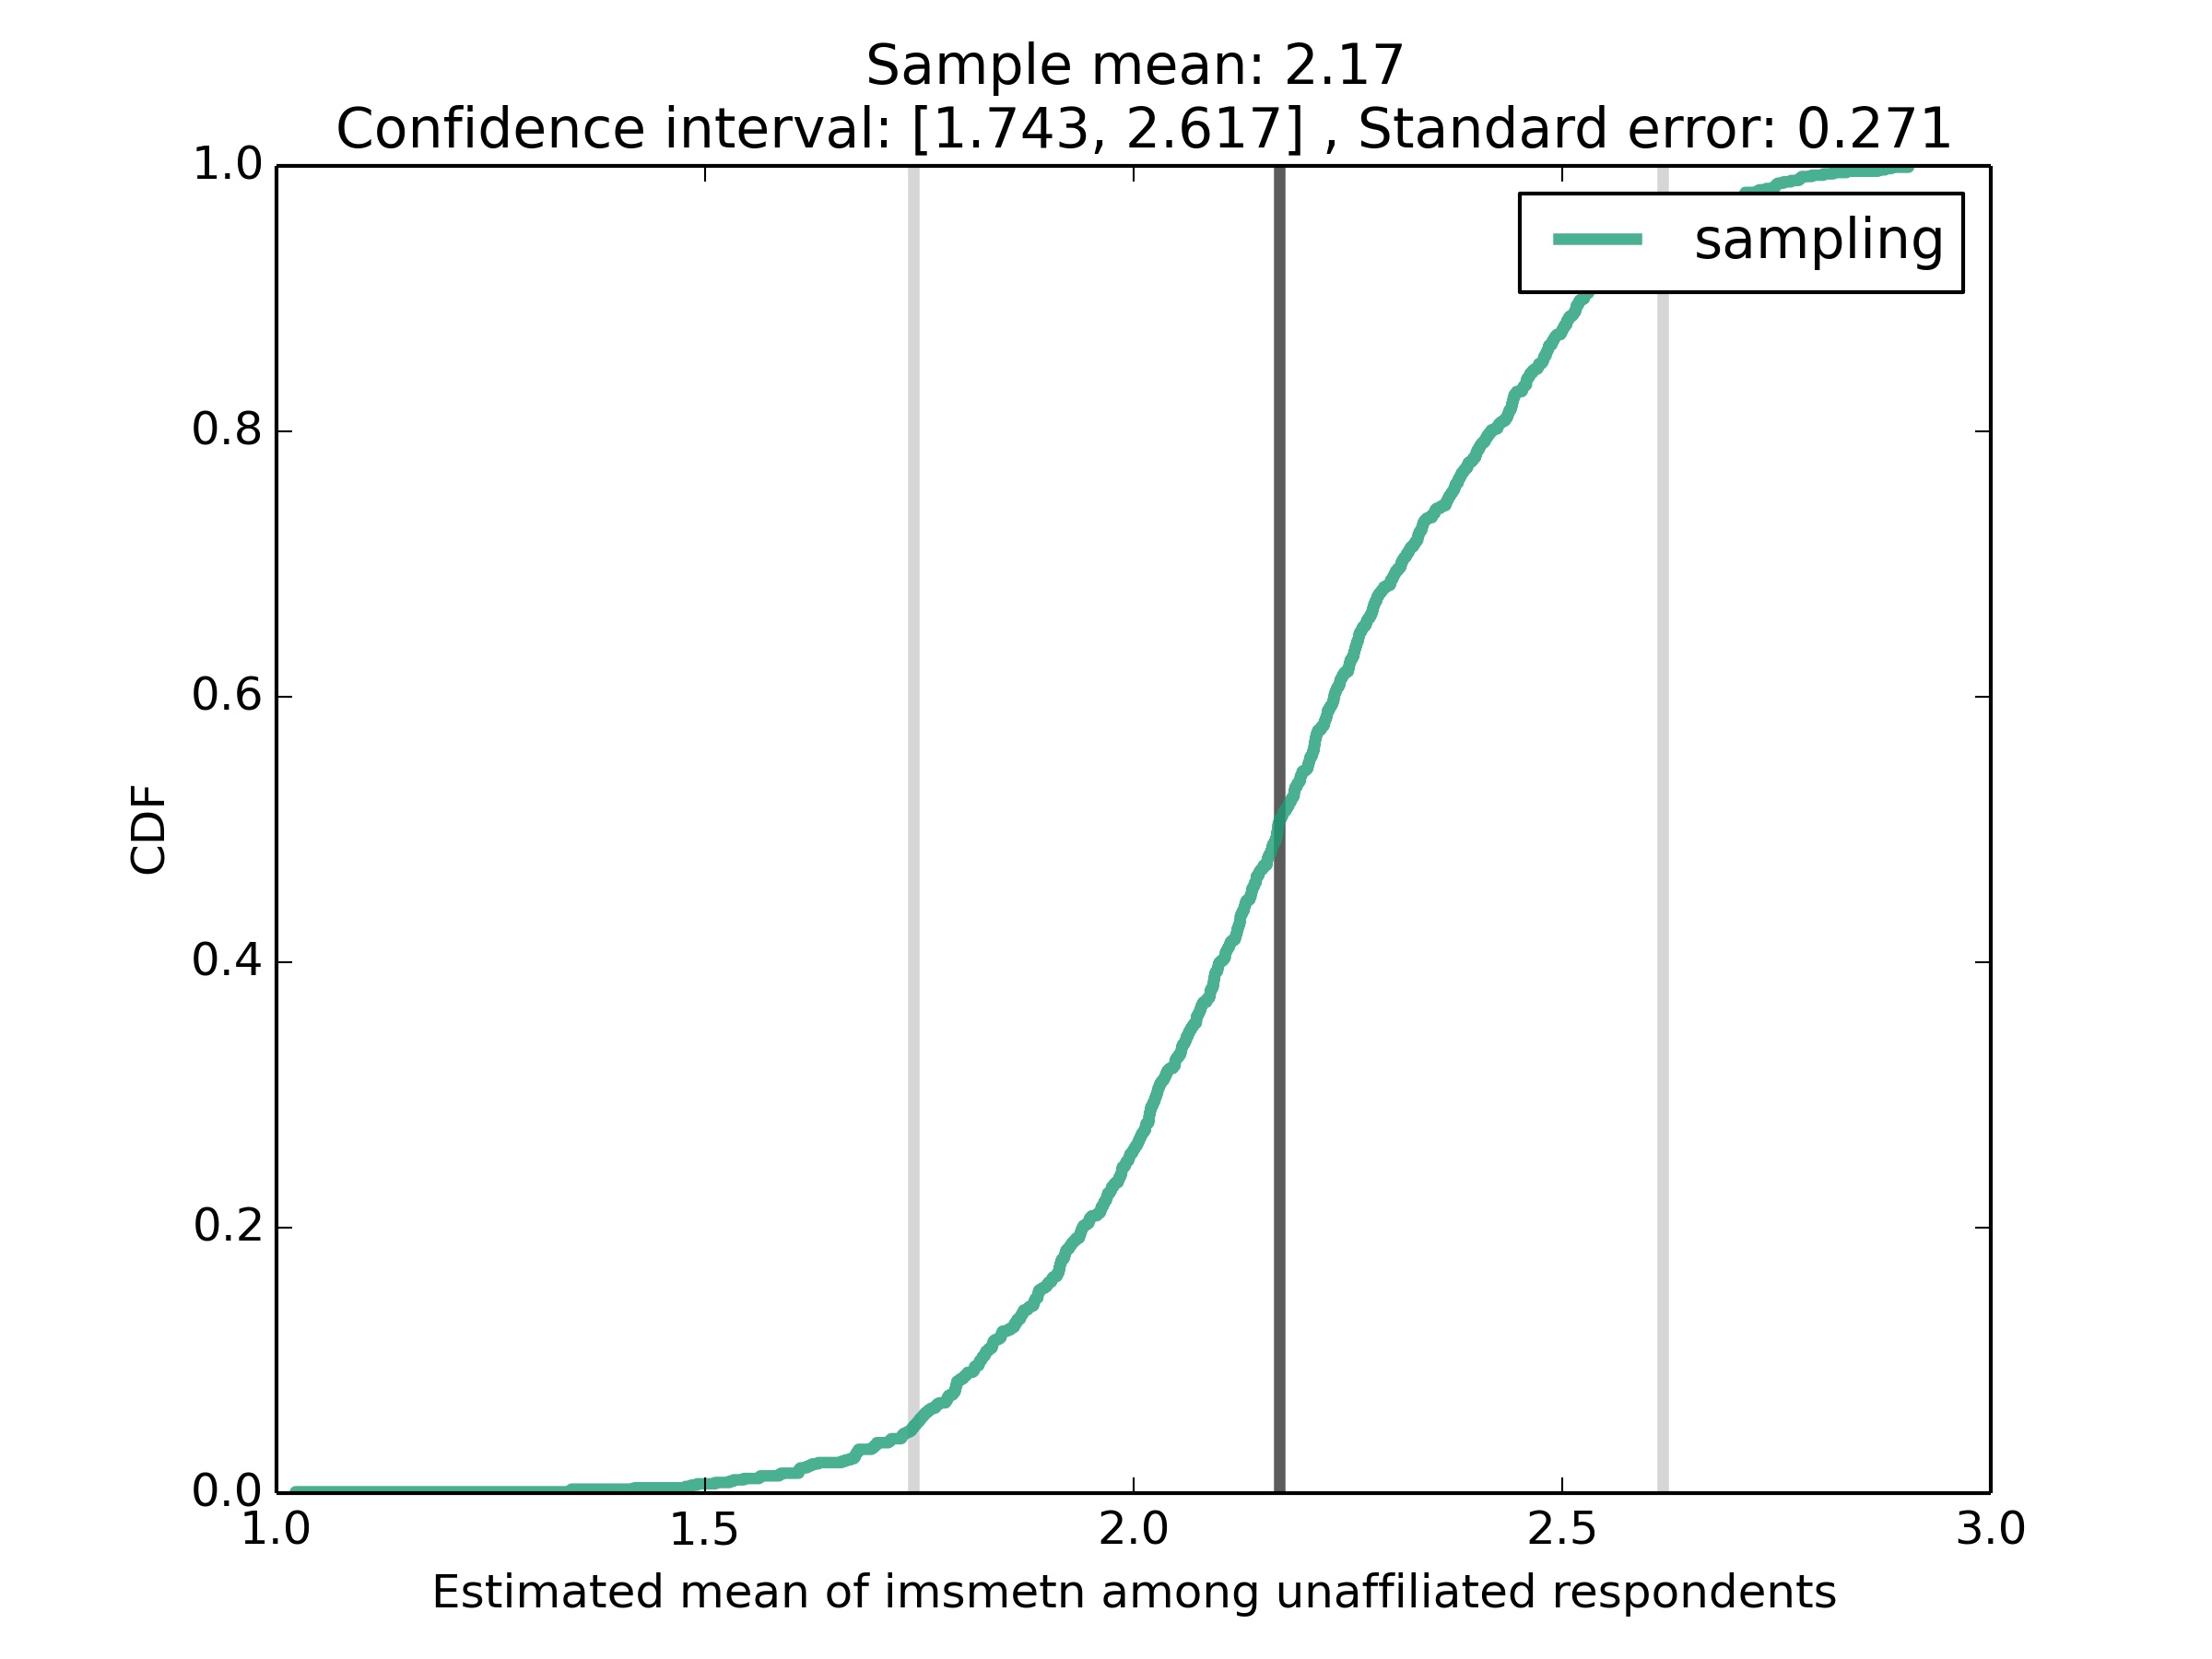 Sample mean: 2.17
Confidence interval: [1.743, 2.617] , Standard error: 0.271
sampling
1.0
0.8
0.6
0.4
0.2
0.0
CDF
1.0 1.5 2.0 2.5 3.0
Estimated mean of imsmetn among unaffiliated respondents